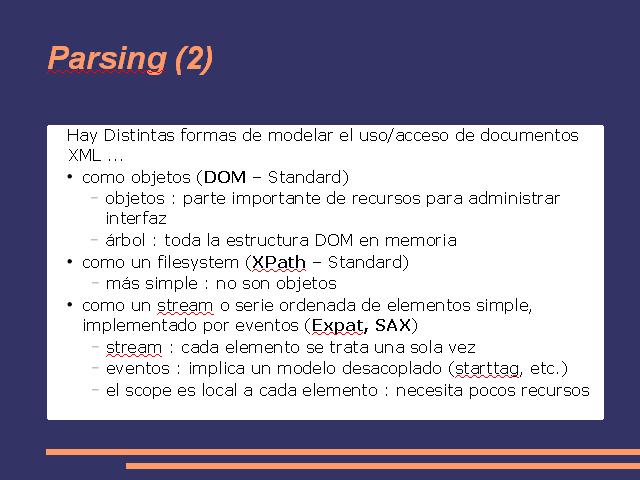 Parsing (2)
Hay Distintas formas de modelar el uso/acceso de documentos
XML ...
• como objetos (DOM – Standard)
– objetos : parte importante de recursos para administrar
interfaz
– árbol : toda la estructura DOM en memoria
• como un filesystem (XPath – Standard)
– más simple : no son objetos
• como un stream o serie ordenada de elementos simple,
implementado por eventos (Expat, SAX)
– stream : cada elemento se trata una sola vez
– eventos : implica un modelo desacoplado (starttag, etc.)
– el scope es local a cada elemento : necesita pocos recursos